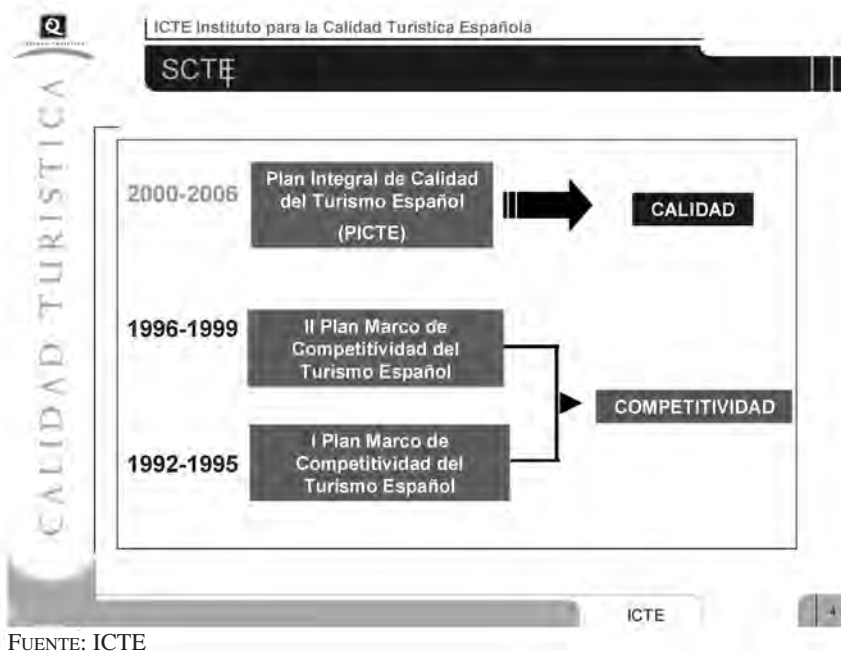 Q
ICTE Instituto para la Calidad Turistica Española
SCTE
CALIDAD TURISTICA
2000-2006
Plan Integral de Calidad
del Turismo Español
(PICTE)
CALIDAD
1996-1999
II Plan Marco de
Competitividad del
Turismo Español
COMPETITIVIDAD
1992-1995
I Plan Marco de
Competitividad del
Turismo Español
ICTE
4
FUENTE: ICTE